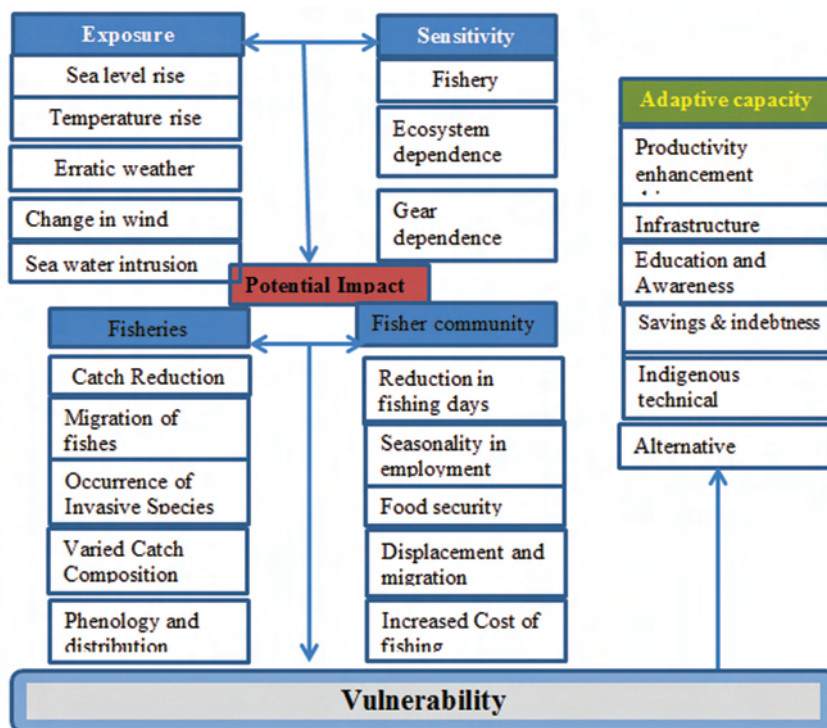 Exposure
Sea level rise
Temperature rise
Erratic weather
Change in wind
Sea water intrusion
Sensitivity
Fishery
Ecosystem
dependence
Gear
dependence
Adaptive capacity
Productivity
enhancement
Infrastructure
Education and
Awareness
Savings & indebtness
Indigenous
technical
Alternative
Potential Impact
Fisheries
Catch Reduction
Migration of
fishes
Occurrence of
Invasive Species
Varied Catch
Composition
Phenology and
distribution
Fisher community
Reduction in
fishing days
Seasonality in
employment
Food security
Displacement and
migration
Increased Cost of
fishing
Vulnerability